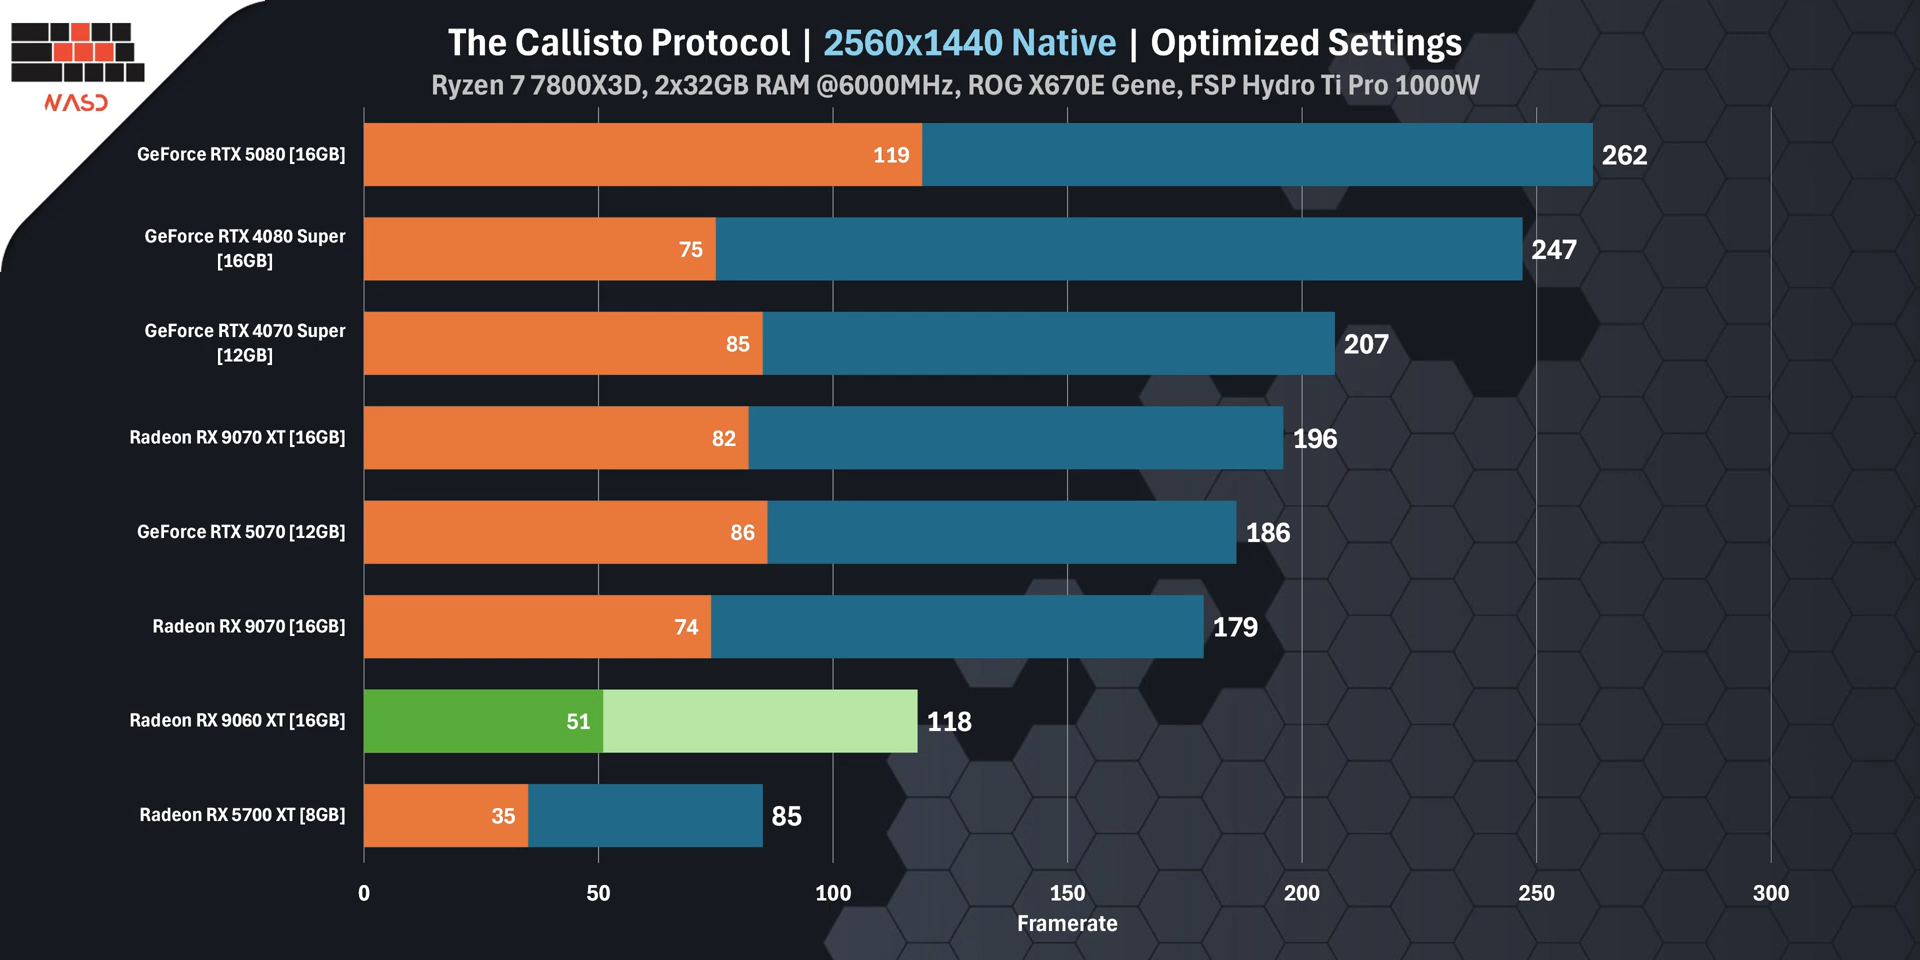 WASD
The Callisto Protocol | 2560x1440 Native | Optimized Settings
Ryzen 7 7800X3D, 2x32GB RAM @6000MHz, ROG X670E Gene, FSP Hydro Ti Pro 1000W
GeForce RTX 5080 [16GB] 119 262
GeForce RTX 4080 Super
[16GB] 75 247
GeForce RTX 4070 Super
[12GB] 85 207
Radeon RX 9070 XT [16GB] 82 196
GeForce RTX 5070 [12GB] 86 186
Radeon RX 9070 [16GB] 74 179
Radeon RX 9060 XT [16GB] 51 118
Radeon RX 5700 XT [8GB] 35 85
0 50 100 150 200 250 300
Framerate